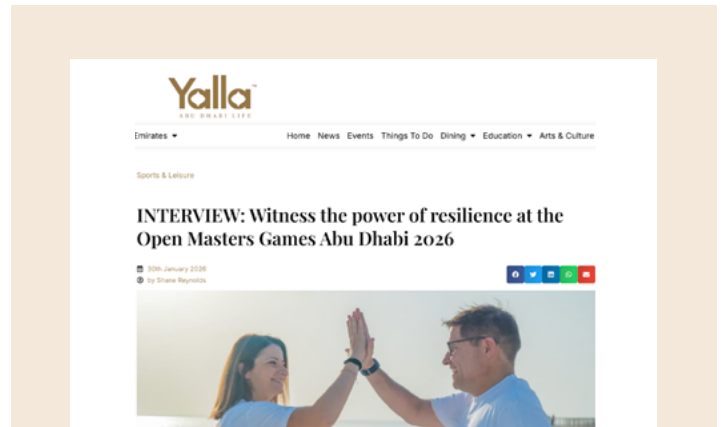 Yalla™
ABU DHABI LIFE
Emirates
Home News Events Things To Do Dining Education Arts & Culture
Sports & Leisure
INTERVIEW: Witness the power of resilience at the
Open Masters Games Abu Dhabi 2026
30th January 2026
by Shane Reynolds